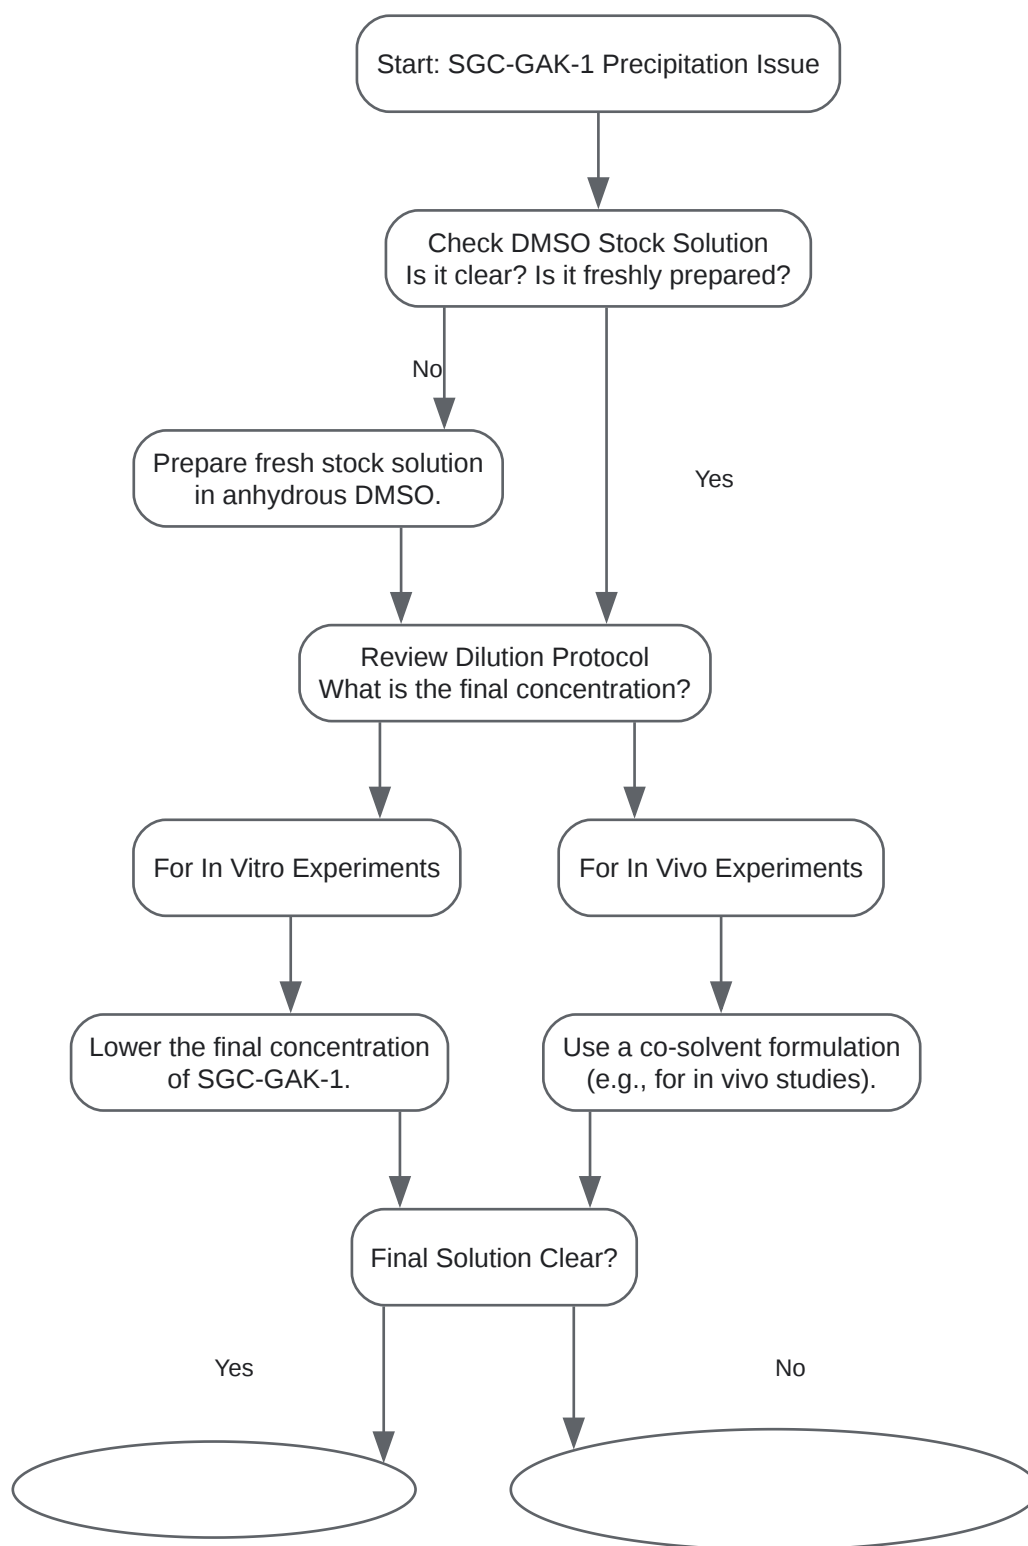 Start: SGC-GAK-1 Precipitation Issue
Check DMSO Stock Solution
Is it clear? Is it freshly prepared?
No
Prepare fresh stock solution
in anhydrous DMSO.
Yes
Review Dilution Protocol
What is the final concentration?
For In Vitro Experiments
For In Vivo Experiments
Lower the final concentration
of SGC-GAK-1.
Use a co-solvent formulation
(e.g., for in vivo studies).
Final Solution Clear?
Yes
No